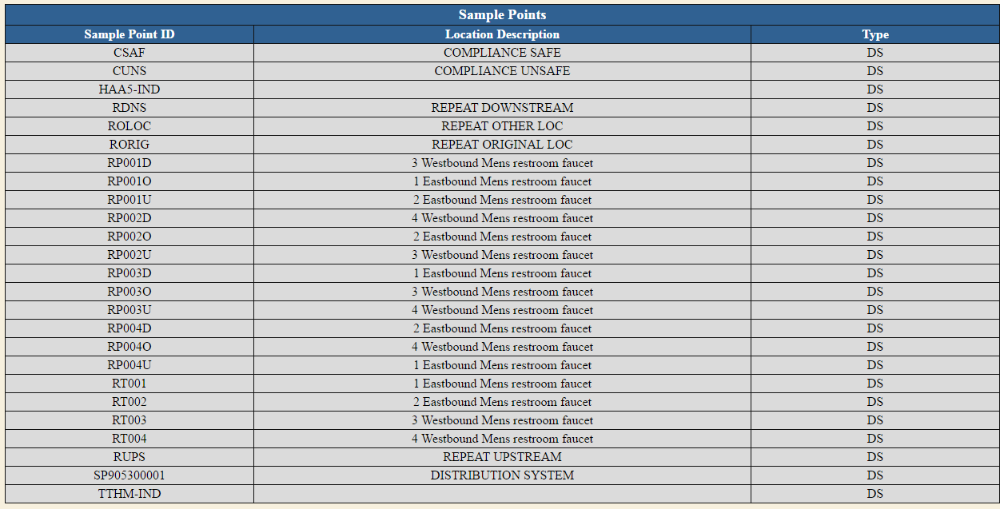 Sample Points
Sample Point ID Location Description Type
CSAF COMPLIANCE SAFE DS
CUNS COMPLIANCE UNSAFE DS
HAA5-IND DS
RDNS REPEAT DOWNSTREAM DS
ROLOC REPEAT OTHER LOC DS
RORIG REPEAT ORIGINAL LOC DS
RP001D 3 Westbound Mens restroom faucet DS
RP001O 1 Eastbound Mens restroom faucet DS
RP001U 2 Eastbound Mens restroom faucet DS
RP002D 4 Westbound Mens restroom faucet DS
RP002O 2 Eastbound Mens restroom faucet DS
RP002U 3 Westbound Mens restroom faucet DS
RP003D 1 Eastbound Mens restroom faucet DS
RP003O 3 Westbound Mens restroom faucet DS
RP003U 4 Westbound Mens restroom faucet DS
RP004D 2 Eastbound Mens restroom faucet DS
RP004O 4 Westbound Mens restroom faucet DS
RP004U 1 Eastbound Mens restroom faucet DS
RT001 1 Eastbound Mens restroom faucet DS
RT002 2 Eastbound Mens restroom faucet DS
RT003 3 Westbound Mens restroom faucet DS
RT004 4 Westbound Mens restroom faucet DS
RUPS REPEAT UPSTREAM DS
SP905300001 DISTRIBUTION SYSTEM DS
TTHM-IND DS